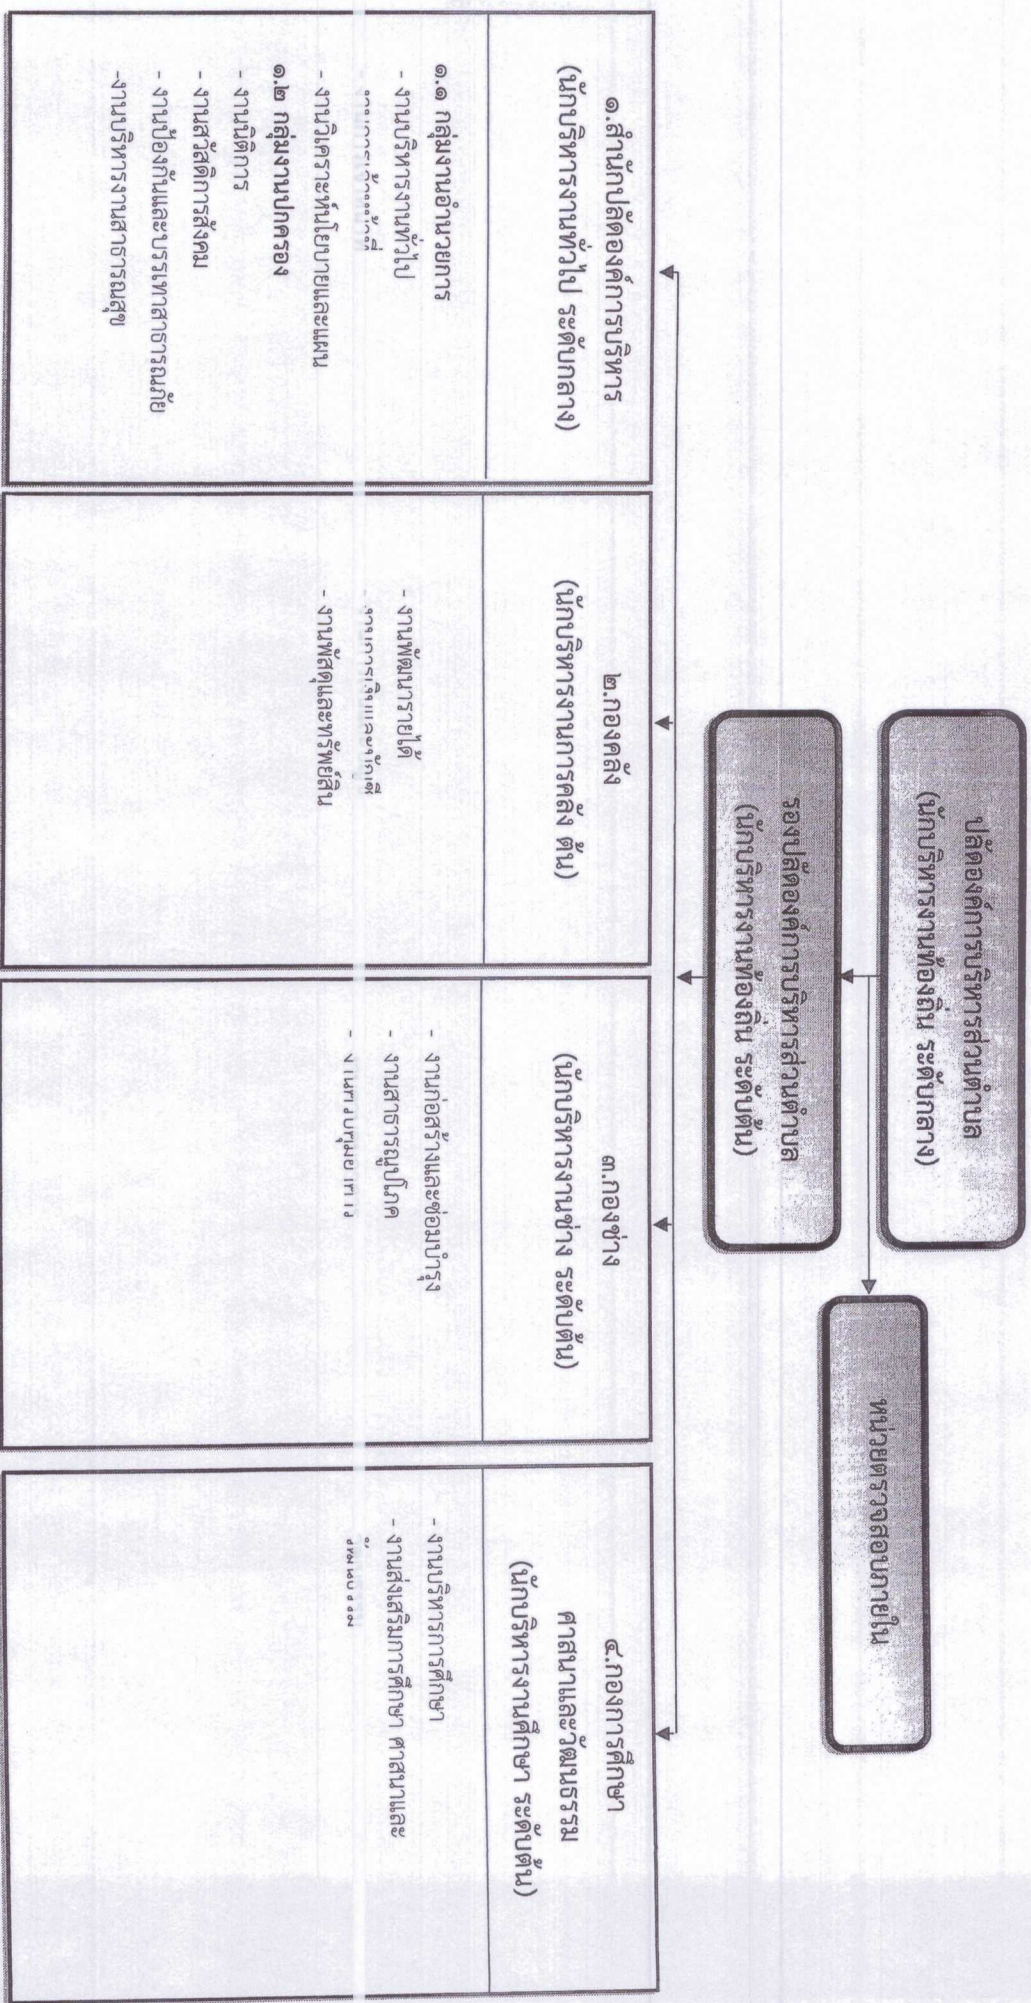 ปลัดองค์การบริหารส่วนตำบล
(นักบริหารงานท้องถิ่น ระดับกลาง)
หน่วยตรวจสอบภายใน
รองปลัดองค์การบริหารส่วนตำบล
(นักบริหารงานท้องถิ่น ระดับต้น)
๑.สำนักปลัดองค์การบริหาร
(นักบริหารงานทั่วไป ระดับกลาง)
๑.๑ กลุ่มงานอำนวยการ
- งานบริหารงานทั่วไป
- งานวิเคราะห์นโยบายและแผน
๑.๒ กลุ่มงานปกครอง
- งานนิติการ
- งานสวัสดิการสังคม
- งานป้องกันและบรรเทาสาธารณภัย
-งานบริหารงานสาธารณสุข
๒.กองคลัง
(นักบริหารงานการคลัง ต้น)
- งานพัฒนารายได้
- งานพัสดุและทรัพย์สิน
๓.กองช่าง
(นักบริหารงานช่าง ระดับต้น)
- งานก่อสร้างและซ่อมบำรุง
- งานสาธารณูปโภค
๔.กองการศึกษา
ศาสนาและวัฒนธรรม
(นักบริหารงานศึกษา ระดับต้น)
- งานบริหารการศึกษา
- งานส่งเสริมการศึกษา ศาสนาและ